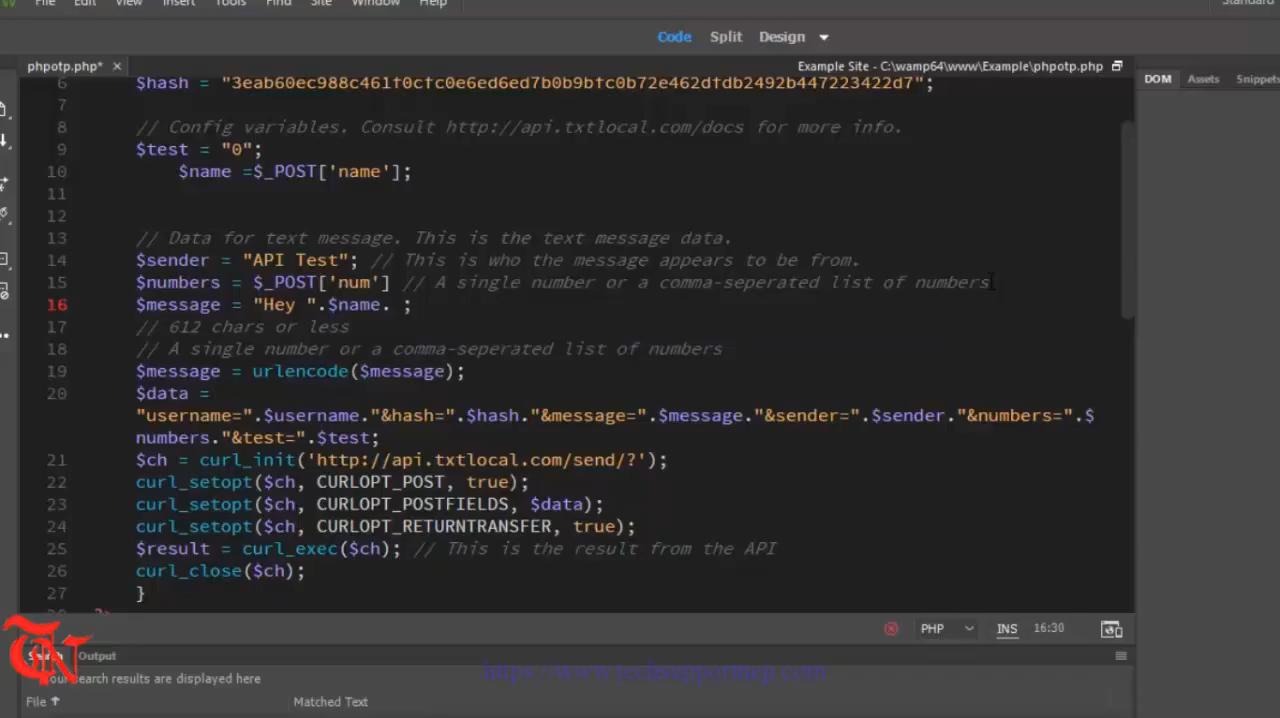 File Edit View Insert Tools Find Site Window Help
Standard
Code Split Design
phpotp.php* × Example Site - C:\wamp64\www\Example\phpotp.php
DOM Assets Snippets
6 $hash = "3eab60ec988c461f0cfc0e6ed6ed7b0b9bfc0b72e462dfdb2492b447223422d7";
7
8 // Config variables. Consult http://api.txtlocal.com/docs for more info.
9 $test = "0";
10 $name =$_POST['name'];
11
12
13 // Data for text message. This is the text message data.
14 $sender = "API Test"; // This is who the message appears to be from.
15 $numbers = $_POST['num'] // A single number or a comma-seperated list of numbers
16 $message = "Hey ".$name. ;
17 // 612 chars or less
18 // A single number or a comma-seperated list of numbers
19 $message = urlencode($message);
20 $data =
"username=".$username."&hash=".$hash."&message=".$message."&sender=".$sender."&numbers=".$
numbers."&test=".$test;
21 $ch = curl_init('http://api.txtlocal.com/send/?');
22 curl_setopt($ch, CURLOPT_POST, true);
23 curl_setopt($ch, CURLOPT_POSTFIELDS, $data);
24 curl_setopt($ch, CURLOPT_RETURNTRANSFER, true);
25 $result = curl_exec($ch); // This is the result from the API
26 curl_close($ch);
27 }
28 ?>
PHP INS 16:30
Search Output
Your search results are displayed here
File Matched Text